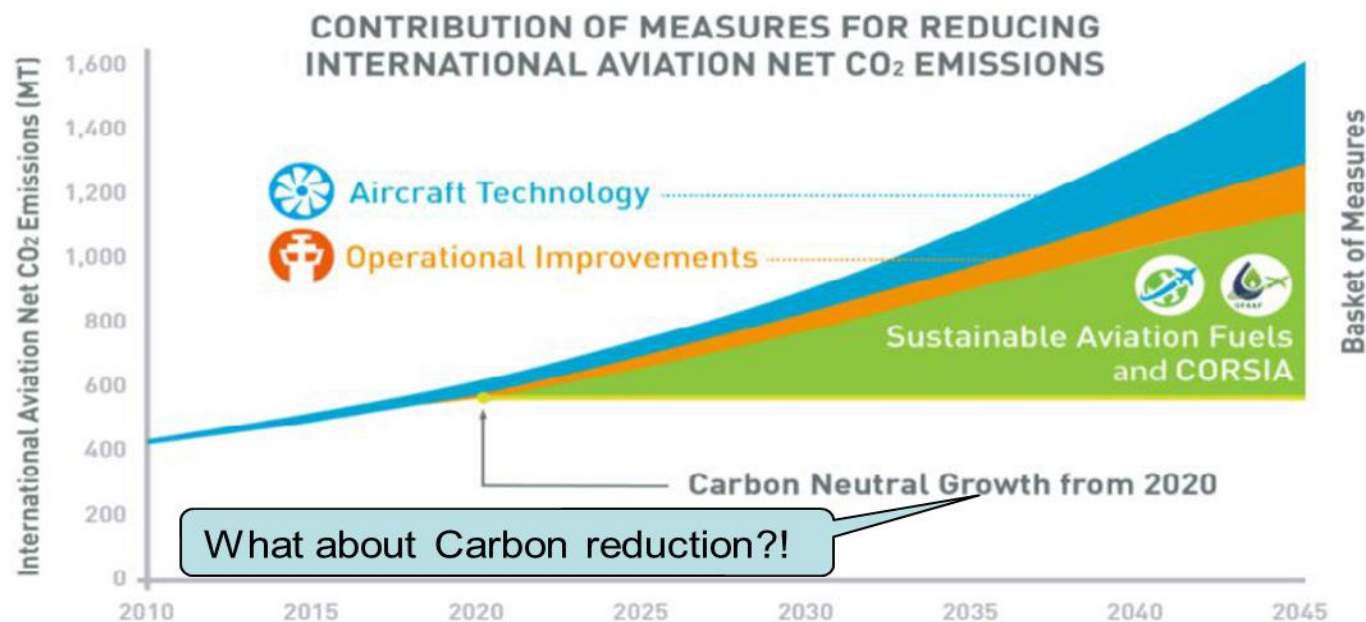 CONTRIBUTION OF MEASURES FOR REDUCING
INTERNATIONAL AVIATION NET CO₂ EMISSIONS
International Aviation Net CO₂ Emissions (MT)
1,600
1,400
1,200
1,000
800
600
400
200
0
Aircraft Technology
Operational Improvements
Sustainable Aviation Fuels
and CORSIA
Basket of Measures
Carbon Neutral Growth from 2020
What about Carbon reduction?!
2010 2015 2020 2025 2030 2035 2040 2045